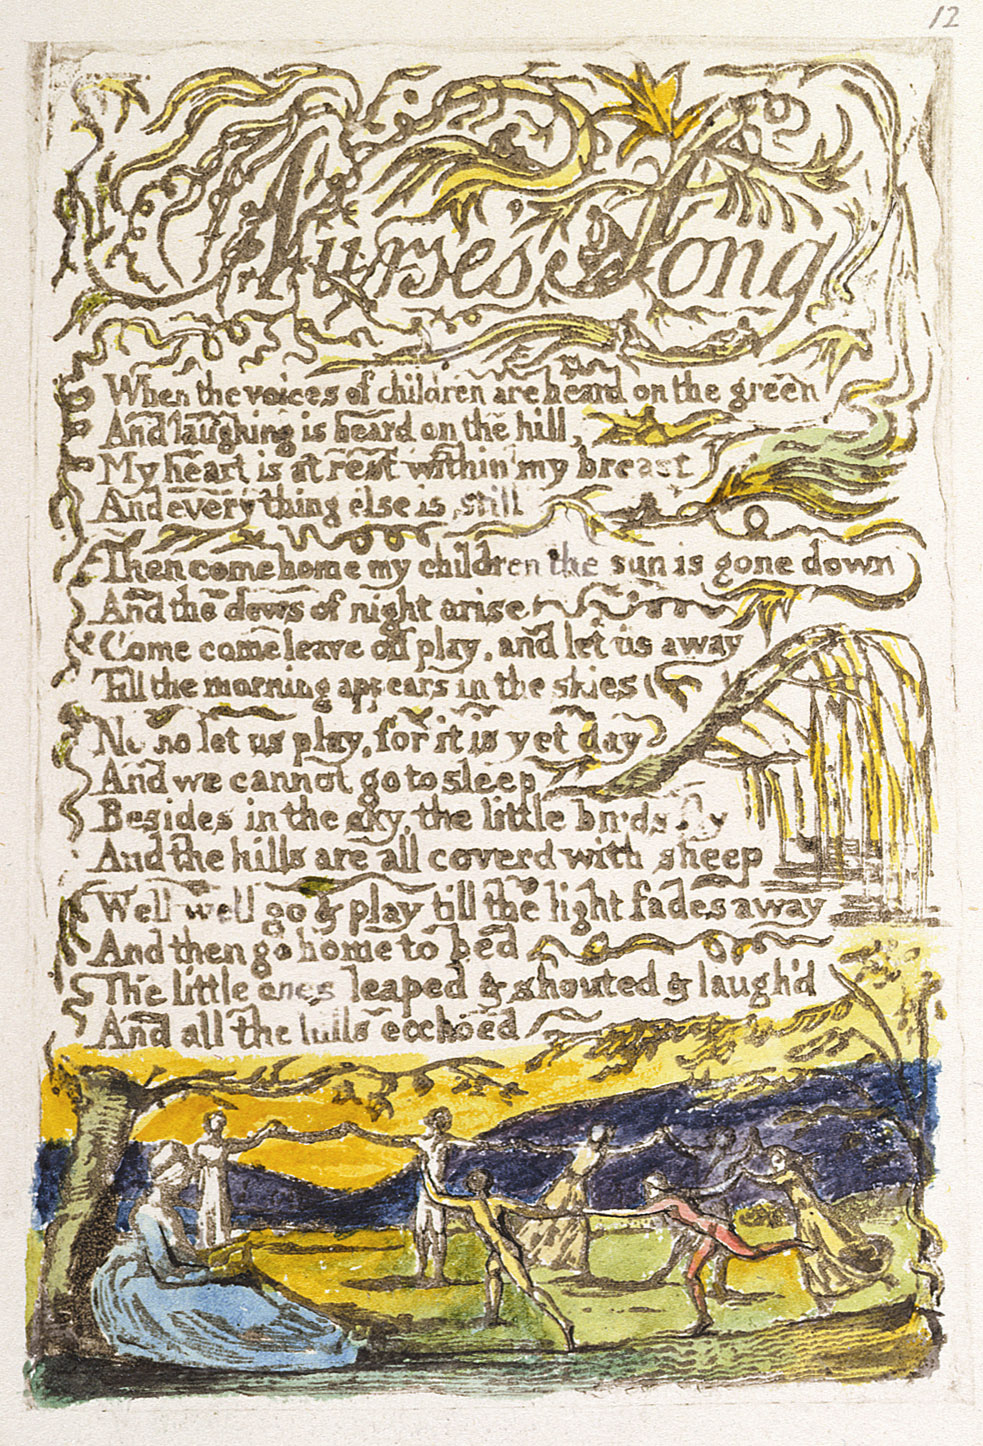 12
Nurse's Song
When the voices of children are heard on the green
And laughing is heard on the hill,
My heart is at rest within my breast
And every thing else is still
Then come home my children the sun is gone down
And the dews of night arise
Come come leave off play, and let us away
Till the morning appears in the skies
No no let us play, for it is yet day
And we cannot go to sleep
Besides in the sky, the little birds fly
And the hills are all coverd with sheep
Well well go & play till the light fades away
And then go home to bed
The little ones leaped & shouted & laugh'd
And all the hills ecchoed